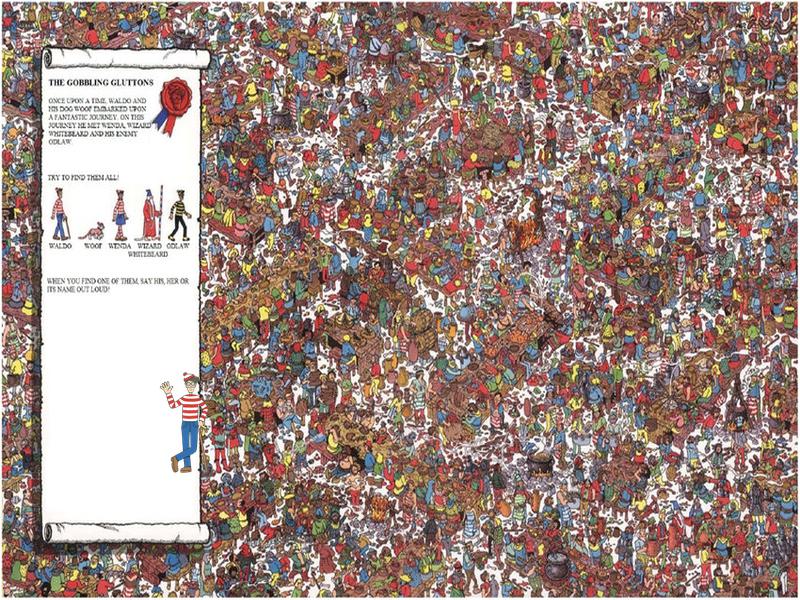 THE GOBBLING GLUTTONS
ONCE UPON A TIME, WALDO AND
HIS DOG WOOF EMBARKED UPON
A FANTASTIC JOURNEY. ON THIS
JOURNEY HE MET WENDA, WIZARD
WHITEBEARD AND HIS ENEMY
ODLAW.
TRY TO FIND THEM ALL!
WALDO WOOF WENDA WIZARD ODLAW
WHITEBEARD
WHEN YOU FIND ONE OF THEM, SAY HIS, HER OR
ITS NAME OUT LOUD!